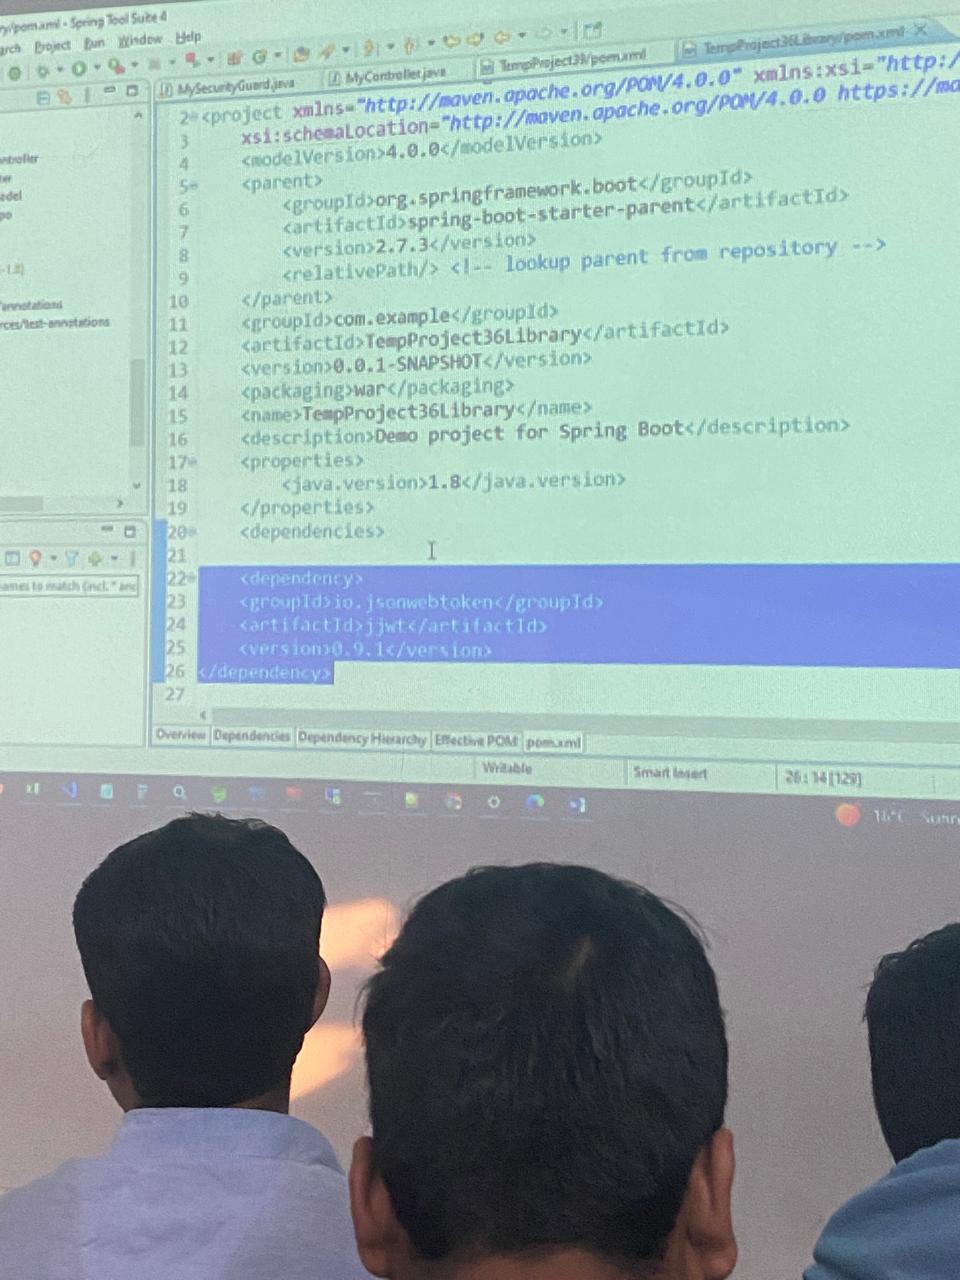 ry/pom.xml - Spring Tool Suite 4
arch Project Run Window Help
MySecurityGuard.java MyController.java TempProject39/pom.xml TempProject36Library/pom.xml
2 <project xmlns="http://maven.apache.org/POM/4.0.0" xmlns:xsi="http:/
3 xsi:schemaLocation="http://maven.apache.org/POM/4.0.0 https://ma
4 <modelVersion>4.0.0</modelVersion>
5 <parent>
6 <groupId>org.springframework.boot</groupId>
7 <artifactId>spring-boot-starter-parent</artifactId>
8 <version>2.7.3</version>
9 <relativePath/> <!-- lookup parent from repository -->
10 </parent>
11 <groupId>com.example</groupId>
12 <artifactId>TempProject36Library</artifactId>
13 <version>0.0.1-SNAPSHOT</version>
14 <packaging>war</packaging>
15 <name>TempProject36Library</name>
16 <description>Demo project for Spring Boot</description>
17 <properties>
18 <java.version>1.8</java.version>
19 </properties>
20 <dependencies>
21
22 <dependency>
23 <groupId>io.jsonwebtoken</groupId>
24 <artifactId>jjwt</artifactId>
25 <version>0.9.1</version>
26 </dependency>
27
ntroller
ter
odel
po
-1.8]
annotations
rces/test-annotations
ames to match (incl. * and
Overview Dependencies Dependency Hierarchy Effective POM pom.xml
Writable Smart Insert 26:14[129]
16°C Sunn